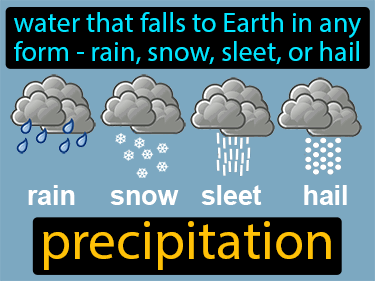 water that falls to Earth in any
form - rain, snow, sleet, or hail
rain snow sleet hail
precipitation